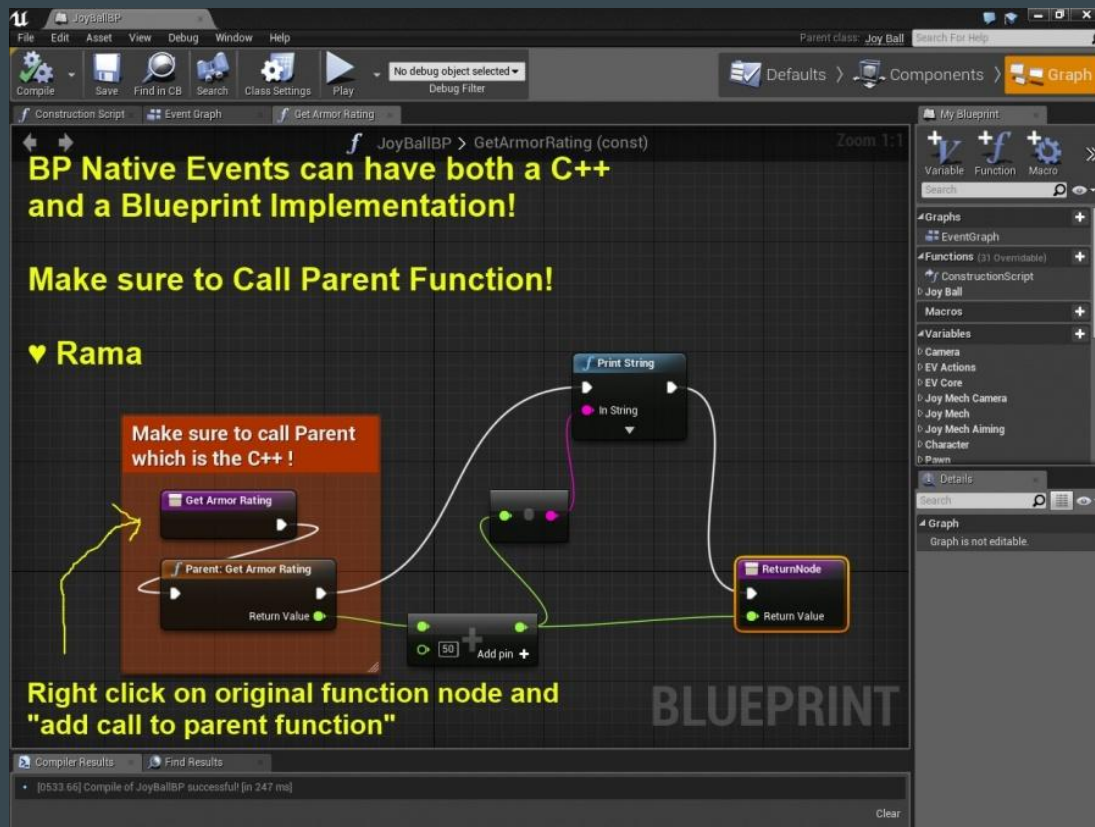 JoyBallBP
File Edit Asset View Debug Window Help
Parent class: Joy Ball Search For Help
Compile Save Find in CB Search Class Settings Play
No debug object selected
Debug Filter
Defaults Components Graph
Construction Script Event Graph Get Armor Rating
JoyBallBP > GetArmorRating (const)
Zoom 1:1
BP Native Events can have both a C++
and a Blueprint Implementation!
Make sure to Call Parent Function!
♥ Rama
Print String
In String
Make sure to call Parent
which is the C++ !
Get Armor Rating
Parent: Get Armor Rating
Return Value
50
Add pin +
ReturnNode
Return Value
Right click on original function node and
"add call to parent function"
BLUEPRINT
My Blueprint
Variable Function Macro
Search
Graphs
EventGraph
Functions (31 Overridable)
ConstructionScript
Joy Ball
Macros
Variables
Camera
EV Actions
EV Core
Joy Mech Camera
Joy Mech
Joy Mech Aiming
Character
Pawn
Details
Search
Graph
Graph is not editable.
Compiler Results Find Results
[0533.66] Compile of JoyBallBP successful! [in 247 ms]
Clear